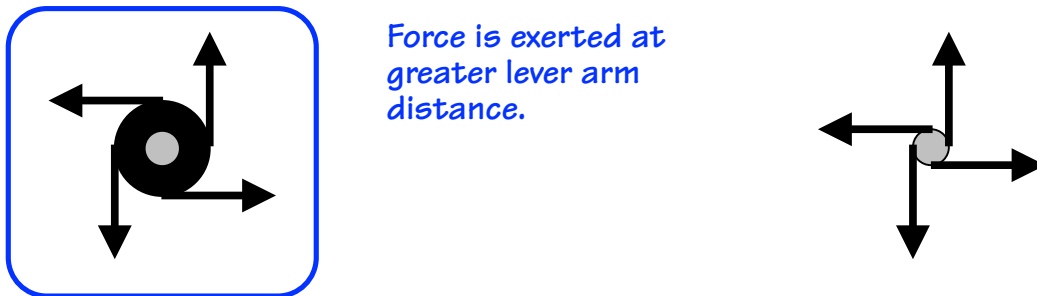 Force is exerted at
greater lever arm
distance.